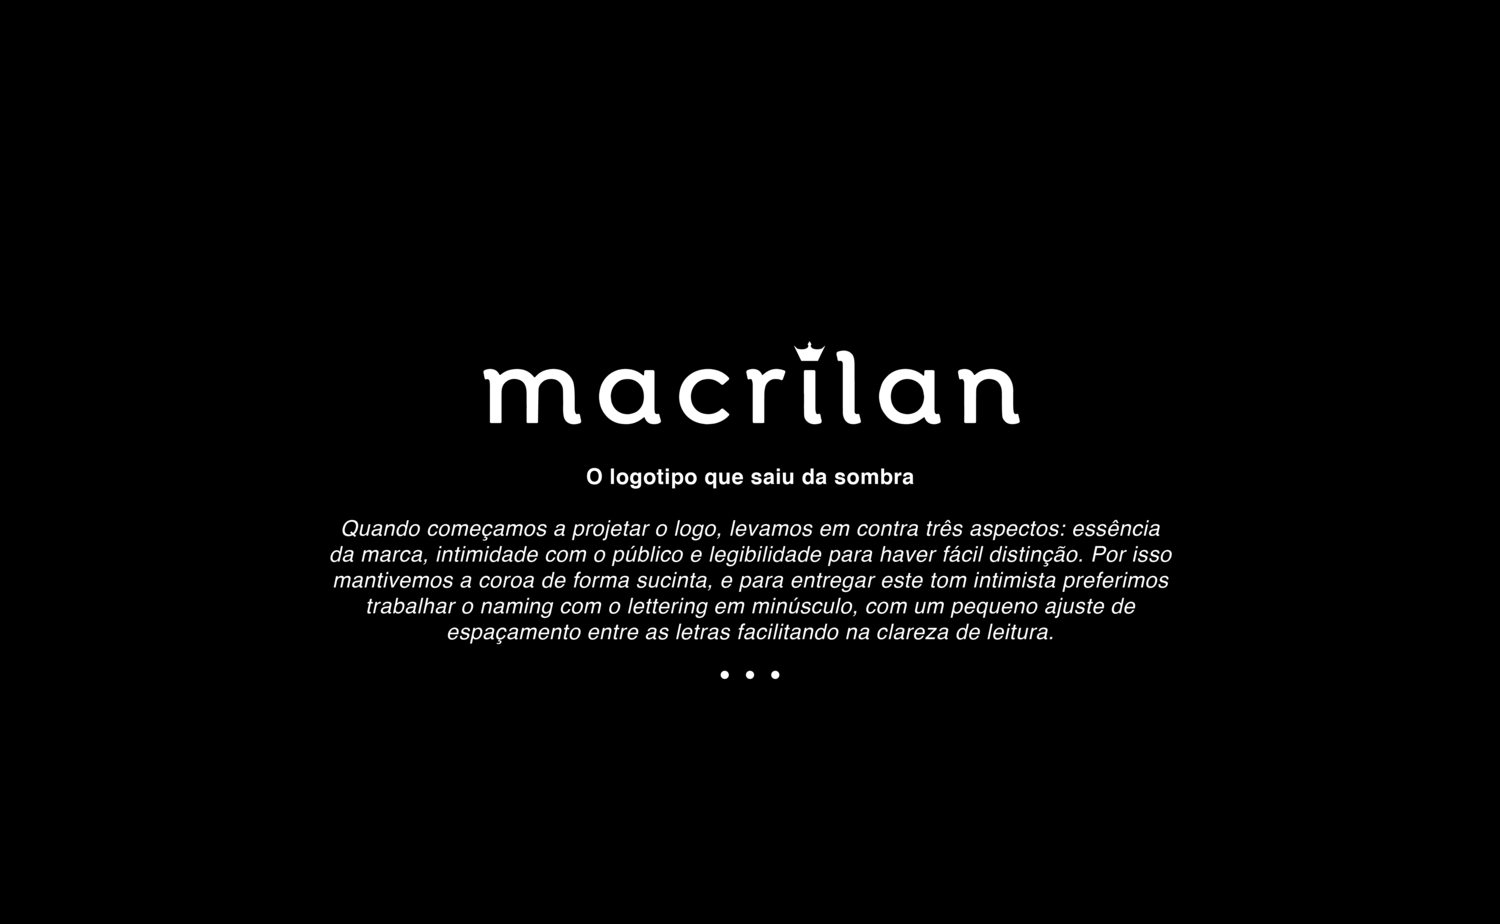 macrilan
O logotipo que saiu da sombra
Quando começamos a projetar o logo, levamos em contra três aspectos: essência
da marca, intimidade com o público e legibilidade para haver fácil distinção. Por isso
mantivemos a coroa de forma sucinta, e para entregar este tom intimista preferimos
trabalhar o naming com o lettering em minúsculo, com um pequeno ajuste de
espaçamento entre as letras facilitando na clareza de leitura.